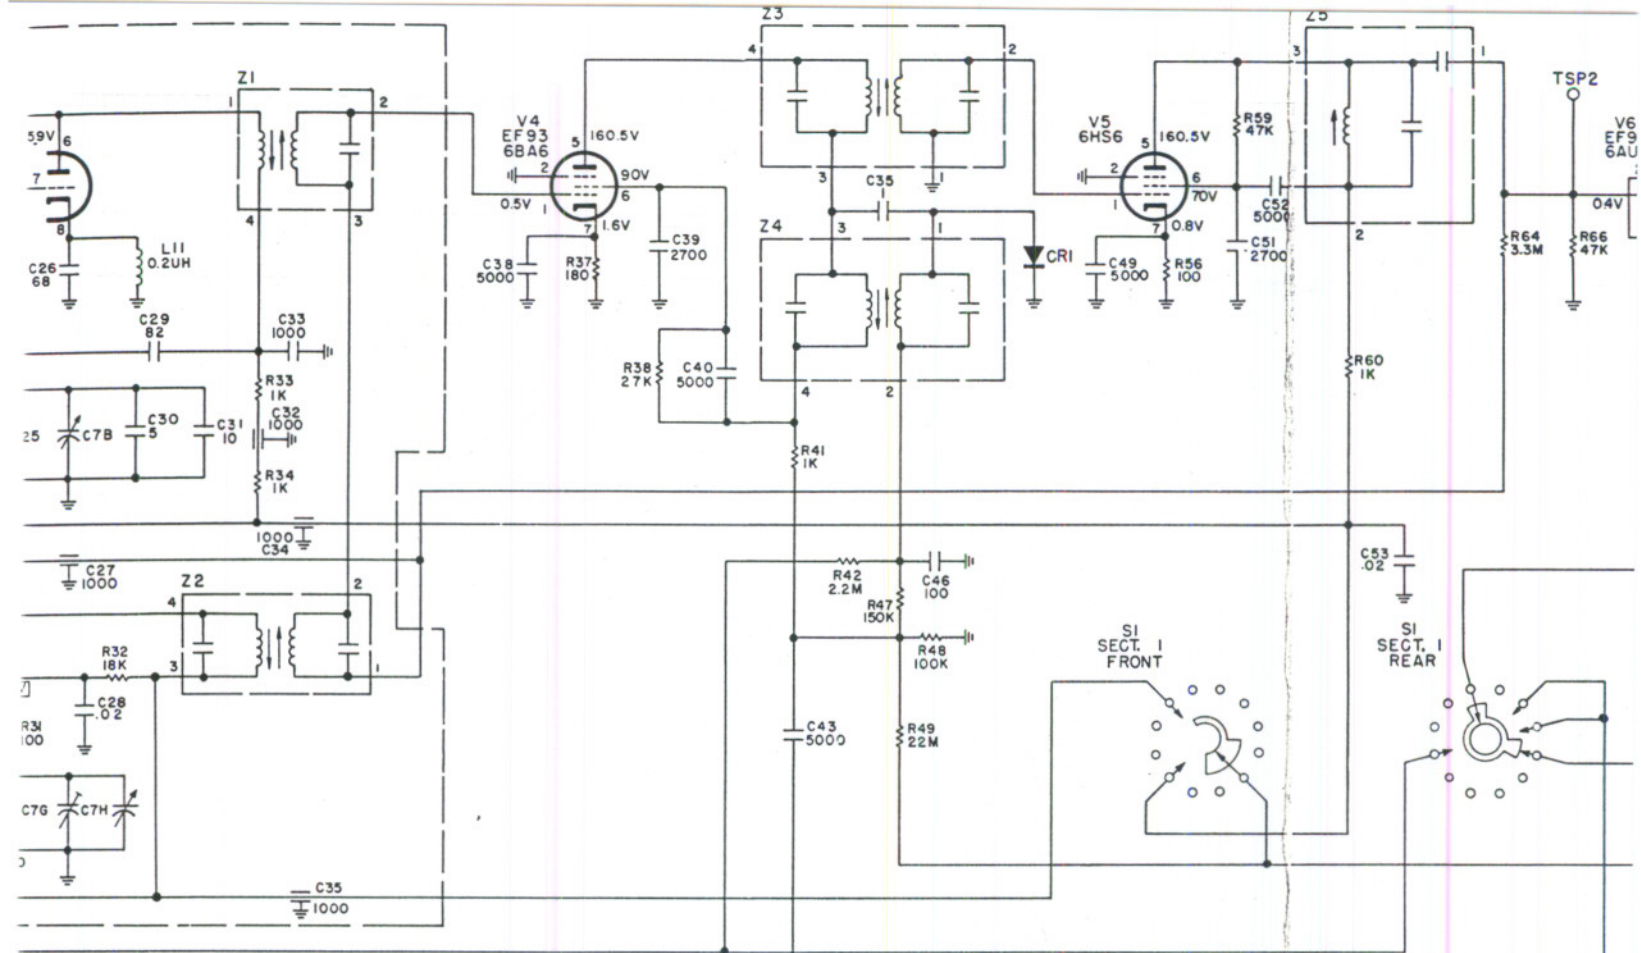 Z1
1
2
4
3
59V
6
7
8
L11
0.2UH
C26
68
C29
82
C33
1000
R33
1K
C32
1000
R34
1K
25
C7B
C30
5
C31
10
1000
C34
C27
1000
Z2
4
2
3
1
R32
18K
C28
.02
R31
100
C7G
C7H
C35
1000
V4
EF93
6BA6
5
160.5V
2
90V
6
0.5V
1
7
1.6V
C38
5000
R37
180
C39
2700
R38
27K
C40
5000
Z3
4
2
3
1
C35
3
1
Z4
4
2
CR1
R41
1K
R42
2.2M
C46
100
R47
150K
R48
100K
C43
5000
R49
22M
V5
6HS6
5
160.5V
2
6
70V
1
7
0.8V
C49
5000
R56
100
R59
47K
C52
5000
C51
2700
Z5
3
1
2
R60
1K
TSP2
V6
EF9
6AU
0.4V
R64
3.3M
R66
47K
C53
.02
S1
SECT. 1
FRONT
S1
SECT. 1
REAR